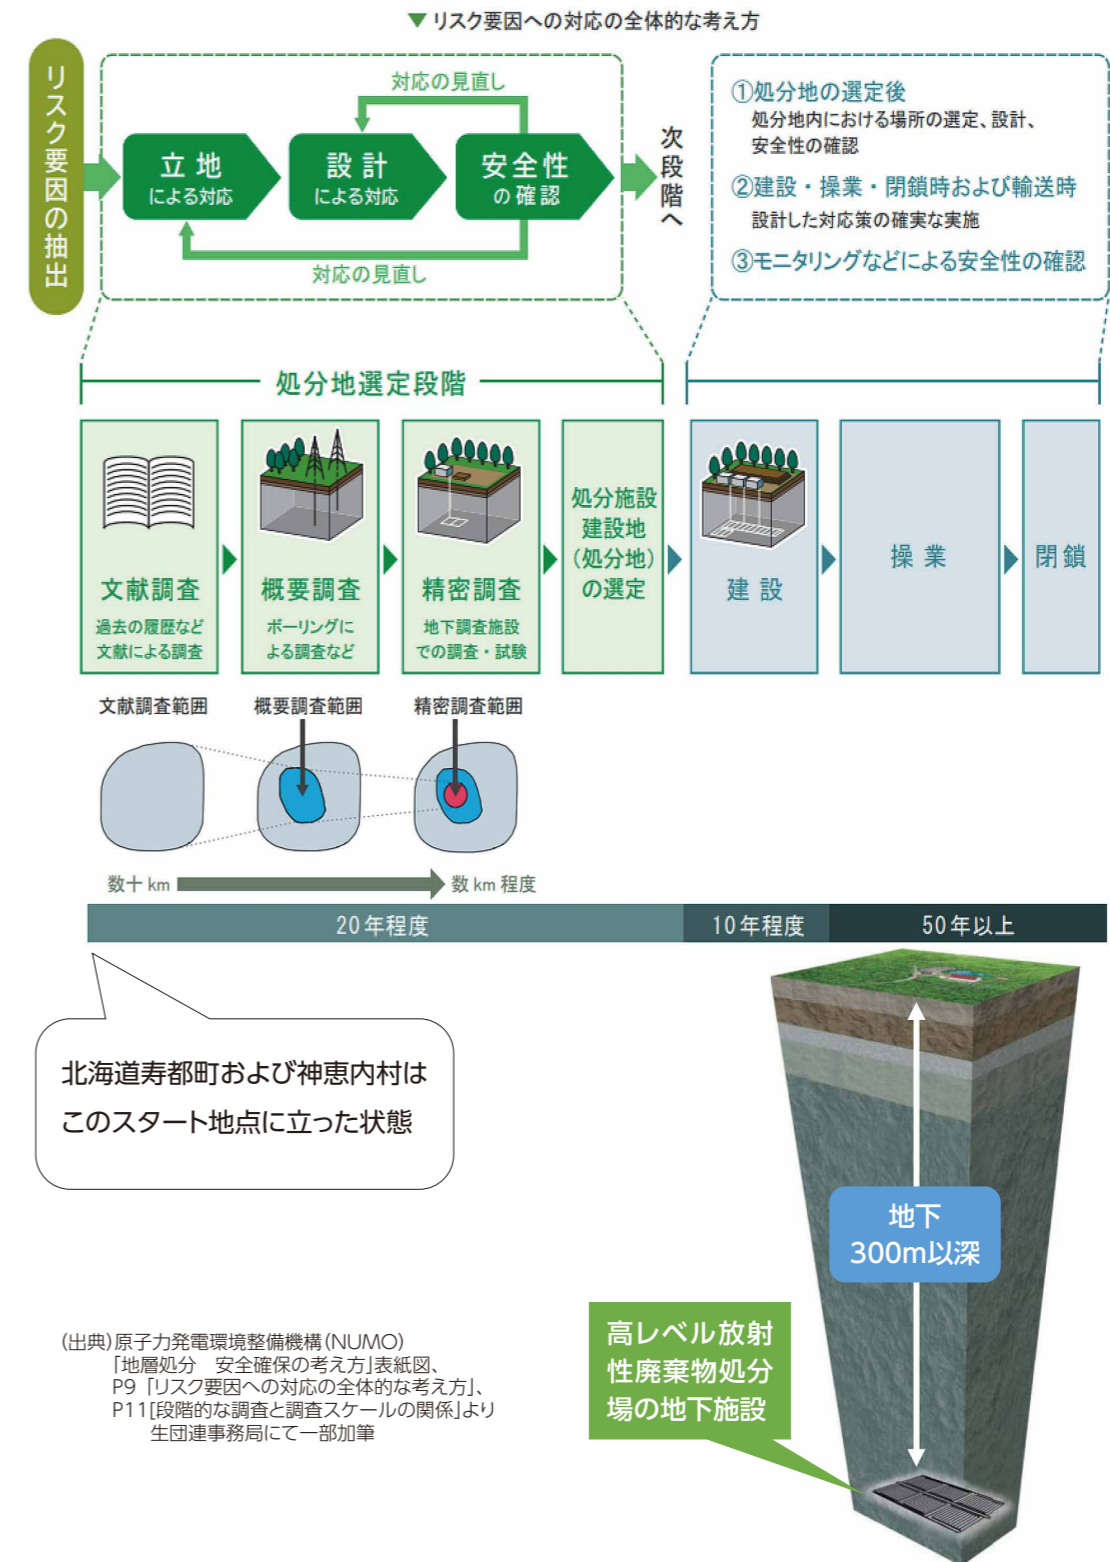 ▼ リスク要因への対応の全体的な考え方
リスク要因の抽出
対応の見直し
立地
による対応
設計
による対応
安全性
の確認
対応の見直し
次段階へ
①処分地の選定後
処分地内における場所の選定、設計、
安全性の確認
②建設・操業・閉鎖時および輸送時
設計した対応策の確実な実施
③モニタリングなどによる安全性の確認
処分地選定段階
文献調査
過去の履歴など
文献による調査
概要調査
ボーリングに
よる調査など
精密調査
地下調査施設
での調査・試験
処分施設
建設地
(処分地)
の選定
建設
操業
閉鎖
文献調査範囲
概要調査範囲
精密調査範囲
数十 km
数 km 程度
20年程度
10年程度
50年以上
北海道寿都町および神恵内村は
このスタート地点に立った状態
地下
300m以深
高レベル放射
性廃棄物処分
場の地下施設
(出典)原子力発電環境整備機構(NUMO)
「地層処分　安全確保の考え方」表紙図、
P9「リスク要因への対応の全体的な考え方」、
P11[段階的な調査と調査スケールの関係」より
生団連事務局にて一部加筆